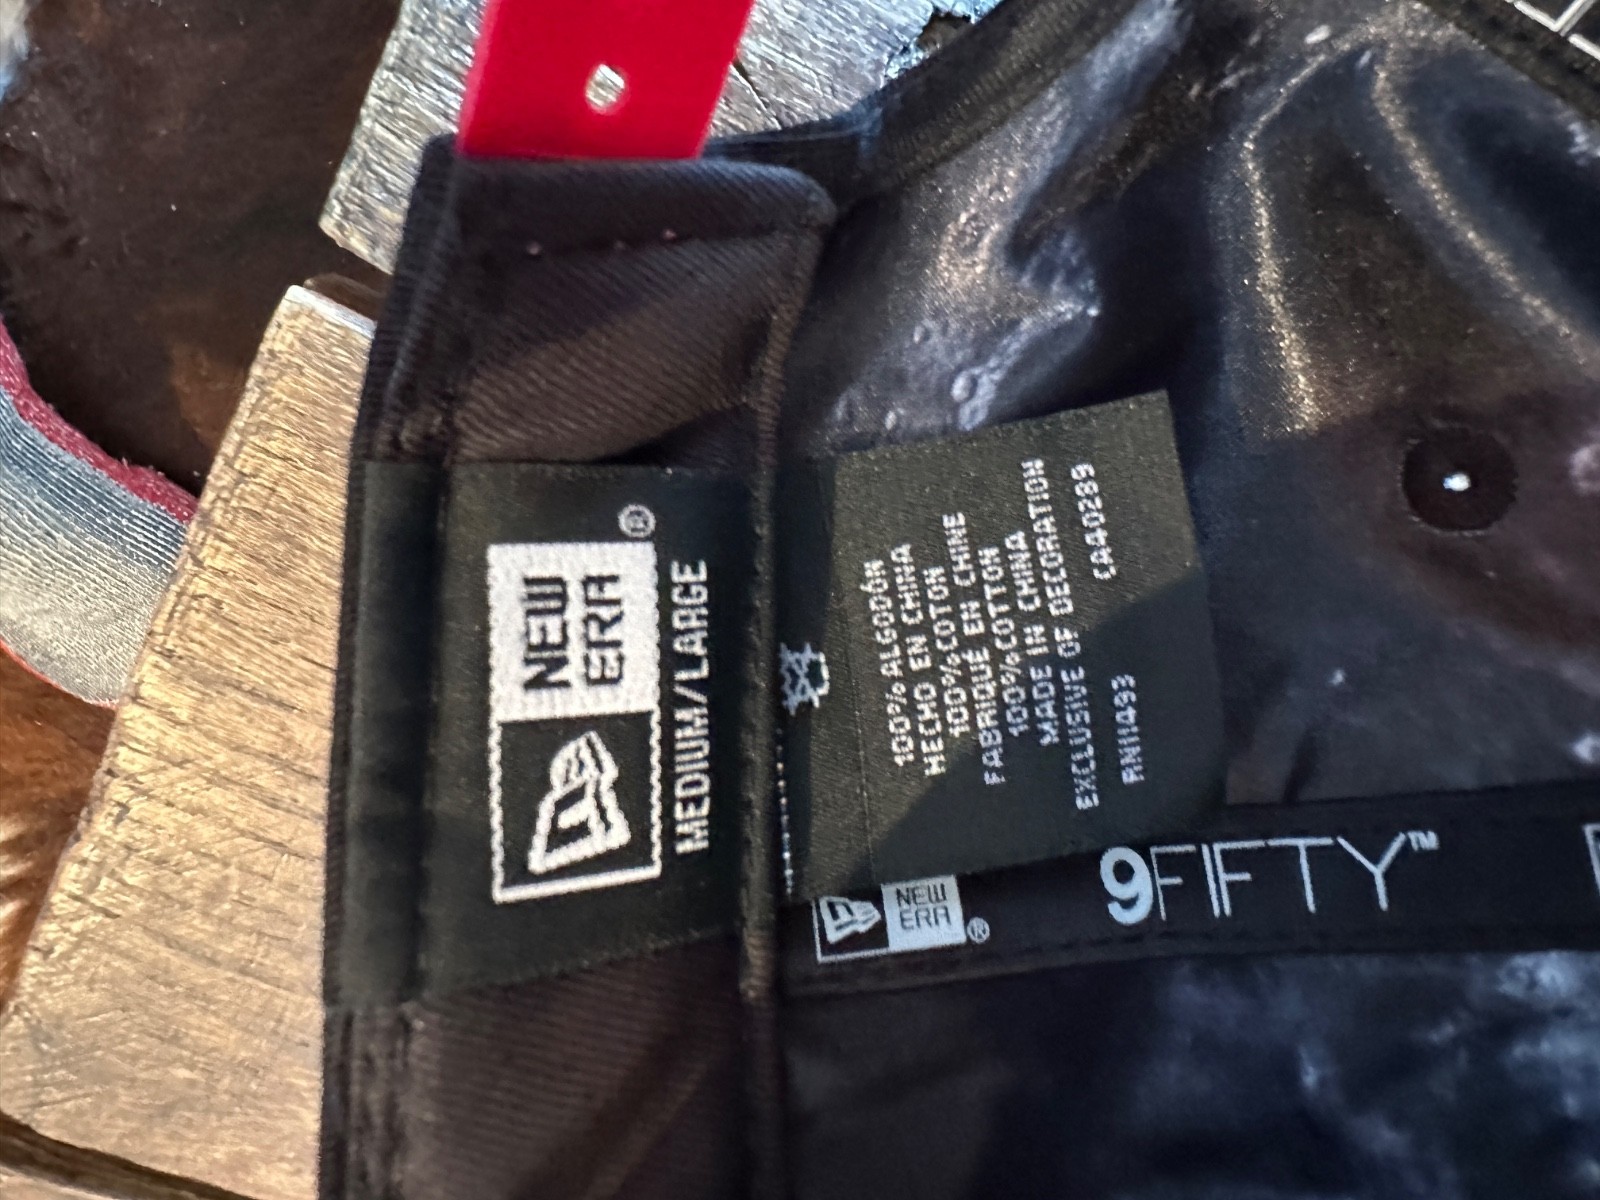 NEW
ERA
®
MEDIUM/LARGE
100% ALGODÓN
HECHO EN CHINA
100% COTON
FABRIQUÉ EN CHINE
100% COTTON
MADE IN CHINA
EXCLUSIVE OF DECORATION
RN11493 CA40289
NEW
ERA
®
9FIFTY™